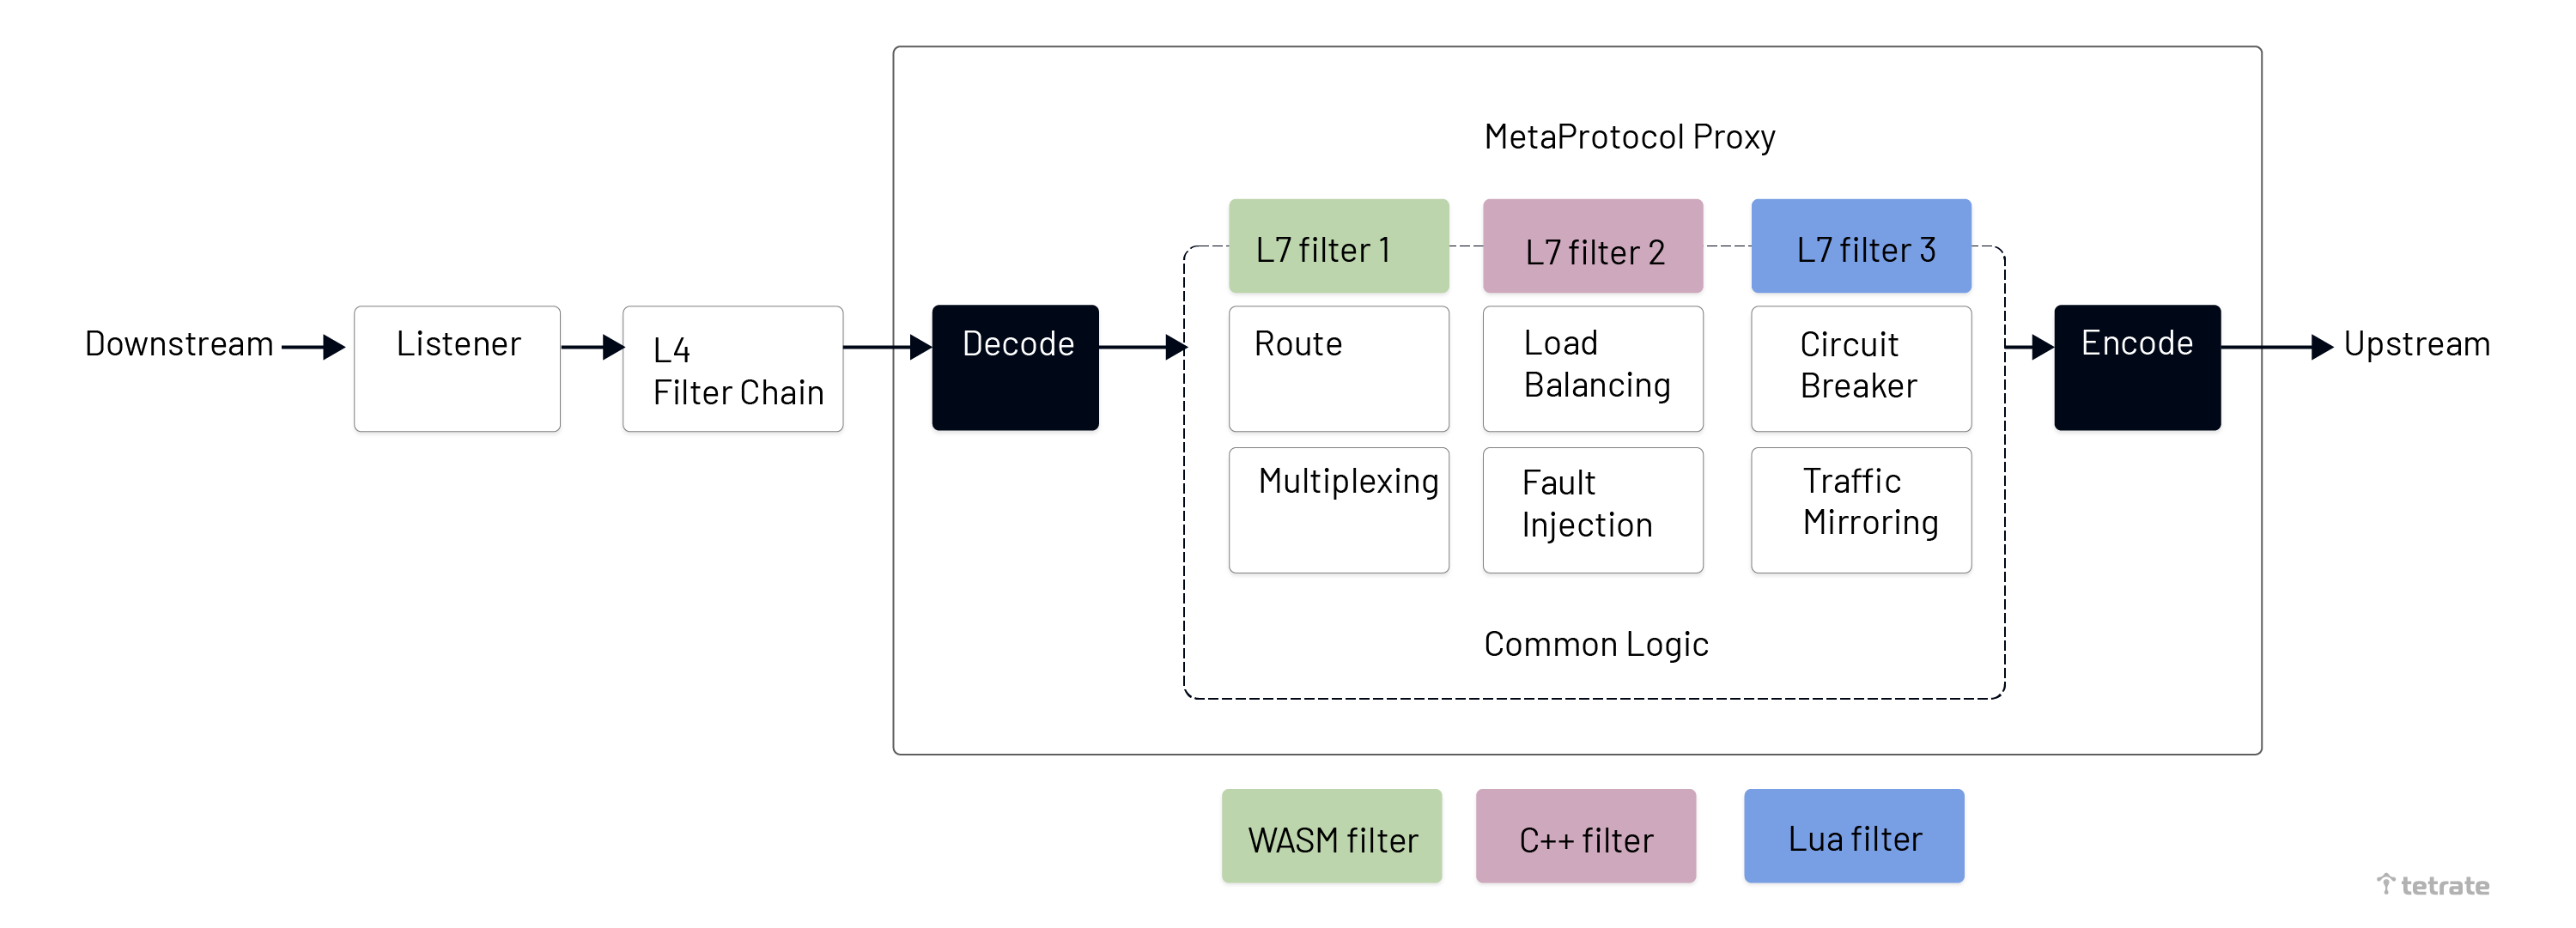 MetaProtocol Proxy
L7 filter 1
L7 filter 2
L7 filter 3
Downstream
Listener
L4
Filter Chain
Decode
Route
Load
Balancing
Circuit
Breaker
Encode
Upstream
Multiplexing
Fault
Injection
Traffic
Mirroring
Common Logic
WASM filter
C++ filter
Lua filter
tetrate